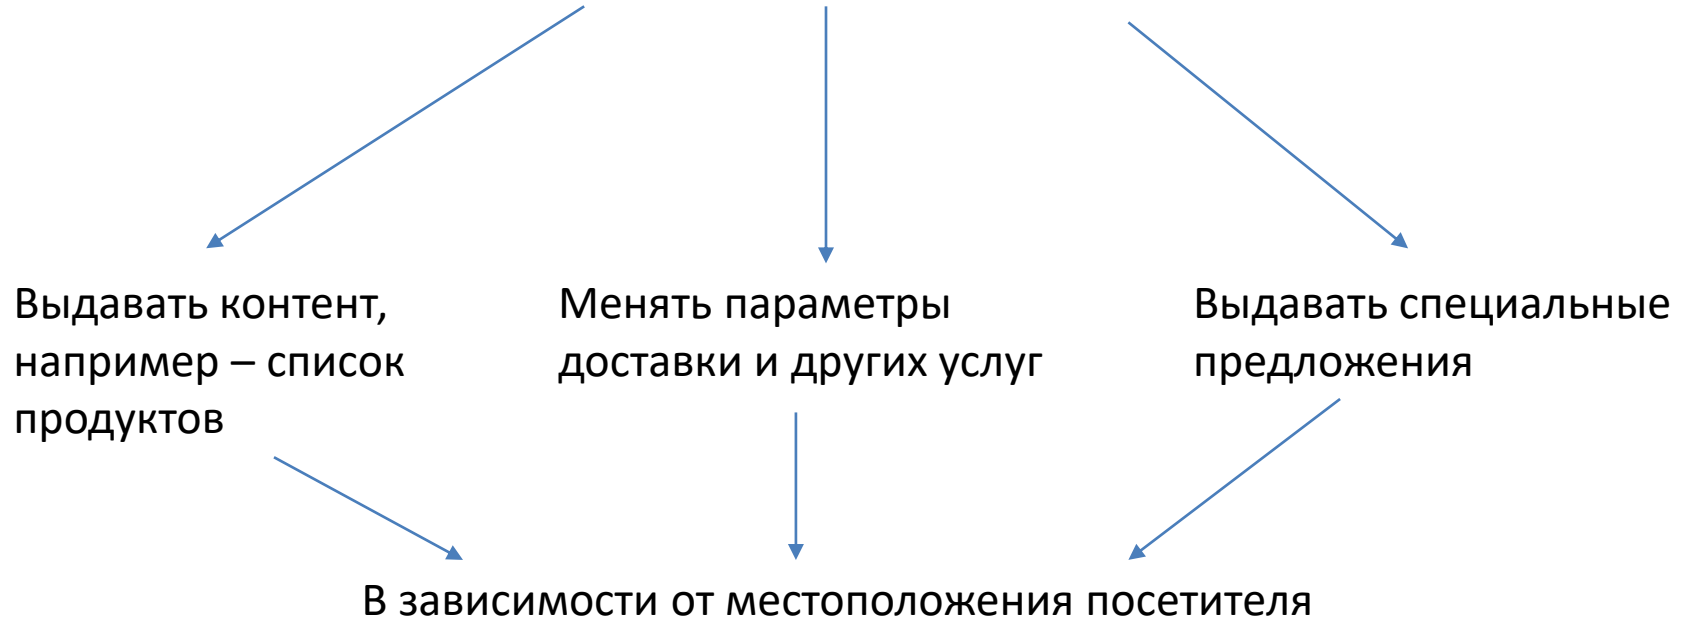 Выдавать контент,
например – список
продуктов
Менять параметры
доставки и других услуг
Выдавать специальные
предложения
В зависимости от местоположения посетителя